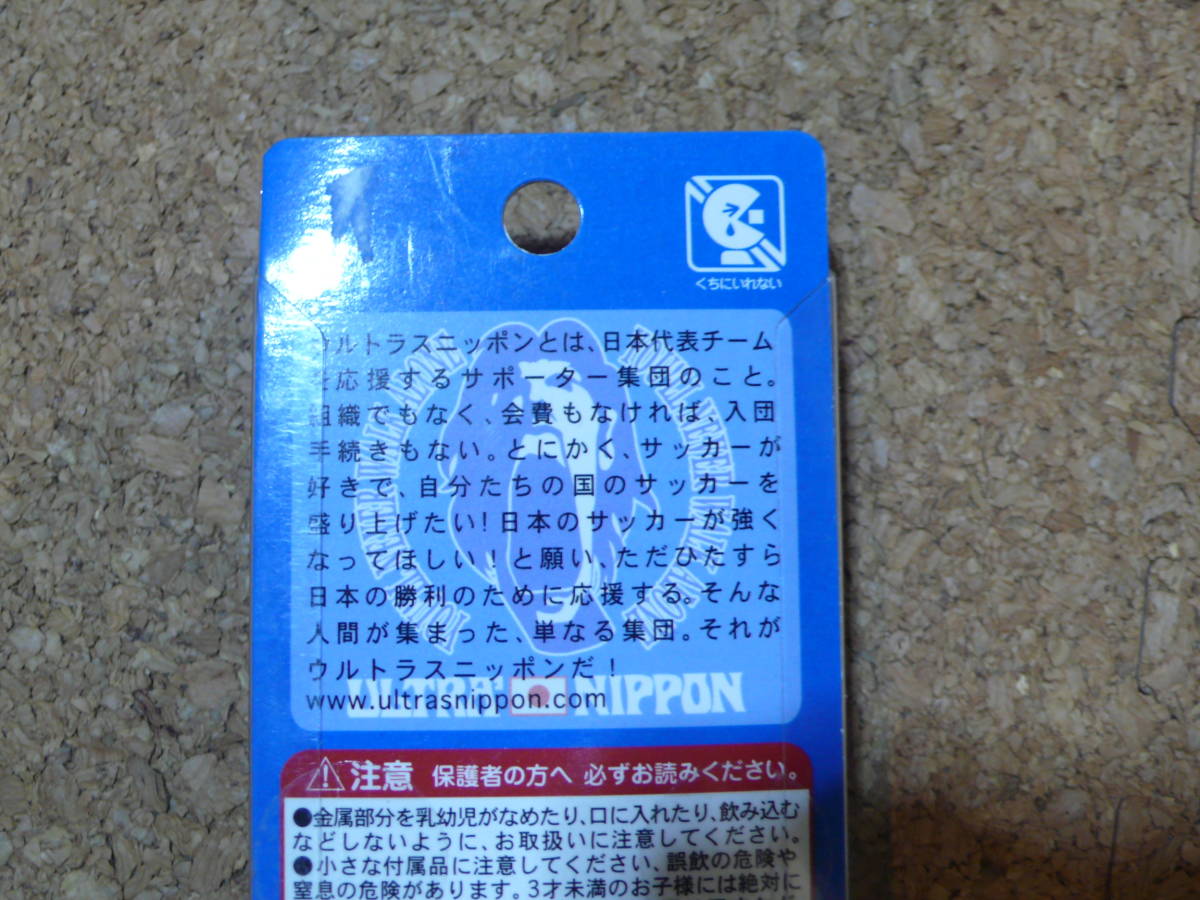 くちにいれない
ウルトラスニッポンとは、日本代表チーム
を応援するサポーター集団のこと。
組織でもなく、会費もなければ、入団
手続きもない。とにかく、サッカーが
好きで、自分たちの国のサッカーを
盛り上げたい!日本のサッカーが強く
なってほしい!と願い、ただひたすら
日本の勝利のために応援する。そんな
人間が集まった、単なる集団。それが
ウルトラスニッポンだ!
www.ultrasnippon.com
NIPPON
注意 保護者の方へ 必ずお読みください。
●金属部分を乳幼児がなめたり、口に入れたり、飲み込む
などしないように、お取扱いに注意してください。
●小さな付属品に注意してください、誤飲の危険や
窒息の危険があります。3才未満のお子様には絶対に